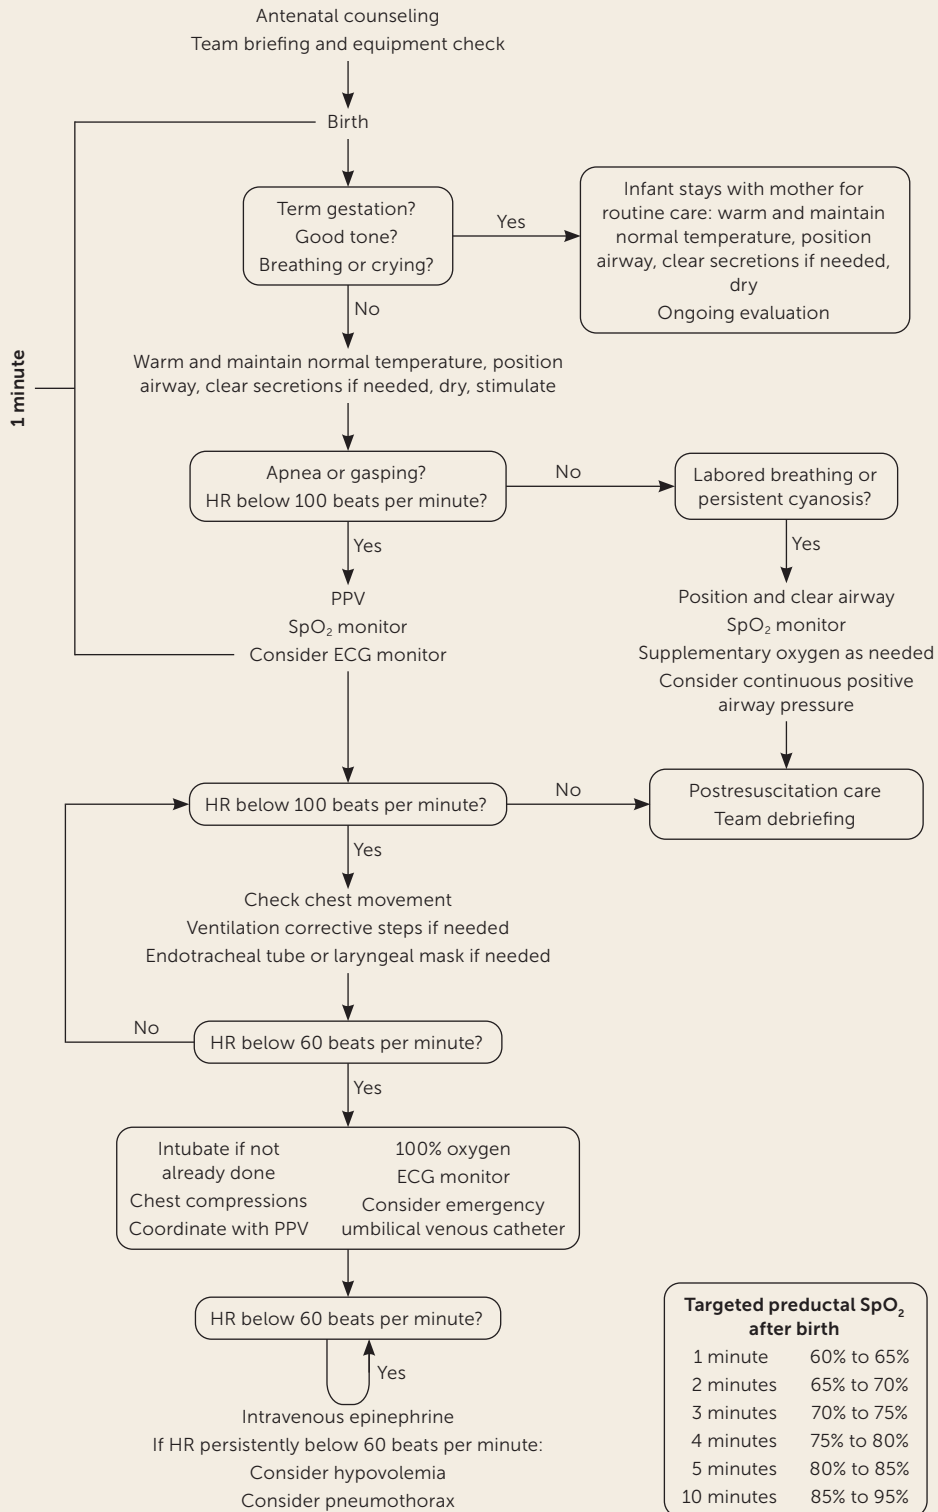 Antenatal counseling
Team briefing and equipment check
Birth
Term gestation?
Good tone?
Breathing or crying?
Yes
Infant stays with mother for
routine care: warm and maintain
normal temperature, position
airway, clear secretions if needed,
dry
Ongoing evaluation
No
Warm and maintain normal temperature, position
airway, clear secretions if needed, dry, stimulate
1 minute
Apnea or gasping?
HR below 100 beats per minute?
No
Labored breathing or
persistent cyanosis?
Yes
Yes
PPV
SpO₂ monitor
Consider ECG monitor
Position and clear airway
SpO₂ monitor
Supplementary oxygen as needed
Consider continuous positive
airway pressure
HR below 100 beats per minute?
No
Postresuscitation care
Team debriefing
Yes
Check chest movement
Ventilation corrective steps if needed
Endotracheal tube or laryngeal mask if needed
No
HR below 60 beats per minute?
Yes
Intubate if not
already done
Chest compressions
Coordinate with PPV
100% oxygen
ECG monitor
Consider emergency
umbilical venous catheter
HR below 60 beats per minute?
Yes
Intravenous epinephrine
If HR persistently below 60 beats per minute:
Consider hypovolemia
Consider pneumothorax
Targeted preductal SpO₂
after birth
1 minute 60% to 65%
2 minutes 65% to 70%
3 minutes 70% to 75%
4 minutes 75% to 80%
5 minutes 80% to 85%
10 minutes 85% to 95%